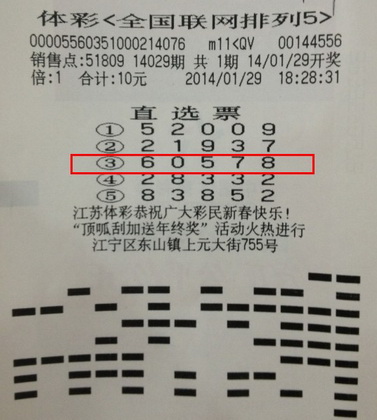 体彩<全国联网排列5>
00005560351000214076 m11<QV 00144556
销售点:51809 14029期 共1期 14/01/29开奖
倍:1 合计:10元 2014/01/29 18:28:31
直选票
① 5 2 0 0 9
② 2 1 9 3 7
③ 6 0 5 7 8
④ 2 8 3 3 2
⑤ 8 3 8 5 2
江苏体彩恭祝广大彩民新春快乐!
“顶呱刮加送年终奖”活动火热进行
江宁区东山镇上元大街755号